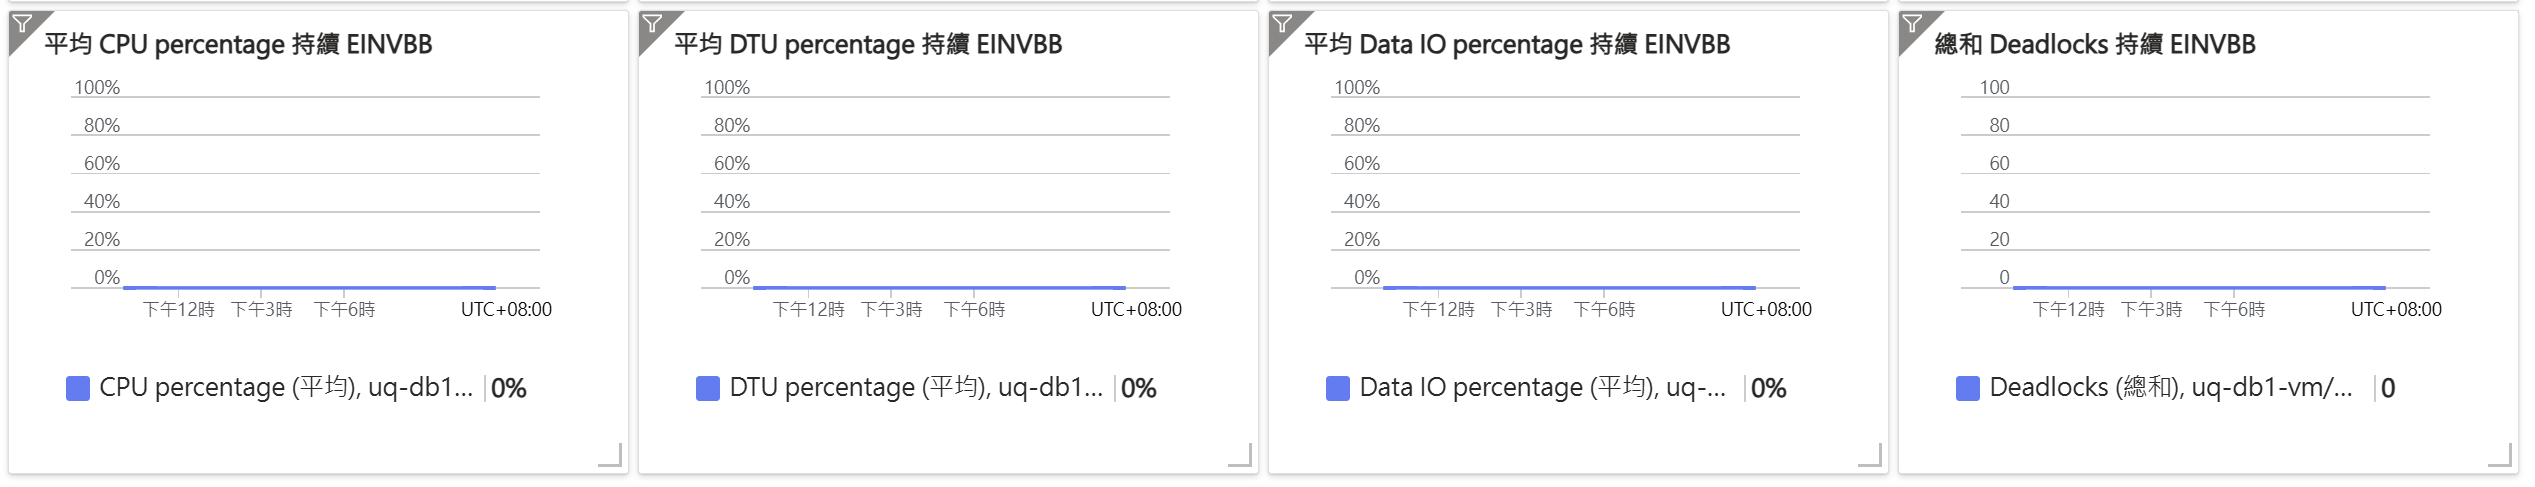 平均 CPU percentage 持續 EINVBB
100%
80%
60%
40%
20%
0%
下午12時 下午3時 下午6時 UTC+08:00
CPU percentage (平均), uq-db1... 0%
平均 DTU percentage 持續 EINVBB
100%
80%
60%
40%
20%
0%
下午12時 下午3時 下午6時 UTC+08:00
DTU percentage (平均), uq-db1... 0%
平均 Data IO percentage 持續 EINVBB
100%
80%
60%
40%
20%
0%
下午12時 下午3時 下午6時 UTC+08:00
Data IO percentage (平均), uq-... 0%
總和 Deadlocks 持續 EINVBB
100
80
60
40
20
0
下午12時 下午3時 下午6時 UTC+08:00
Deadlocks (總和), uq-db1-vm/... 0